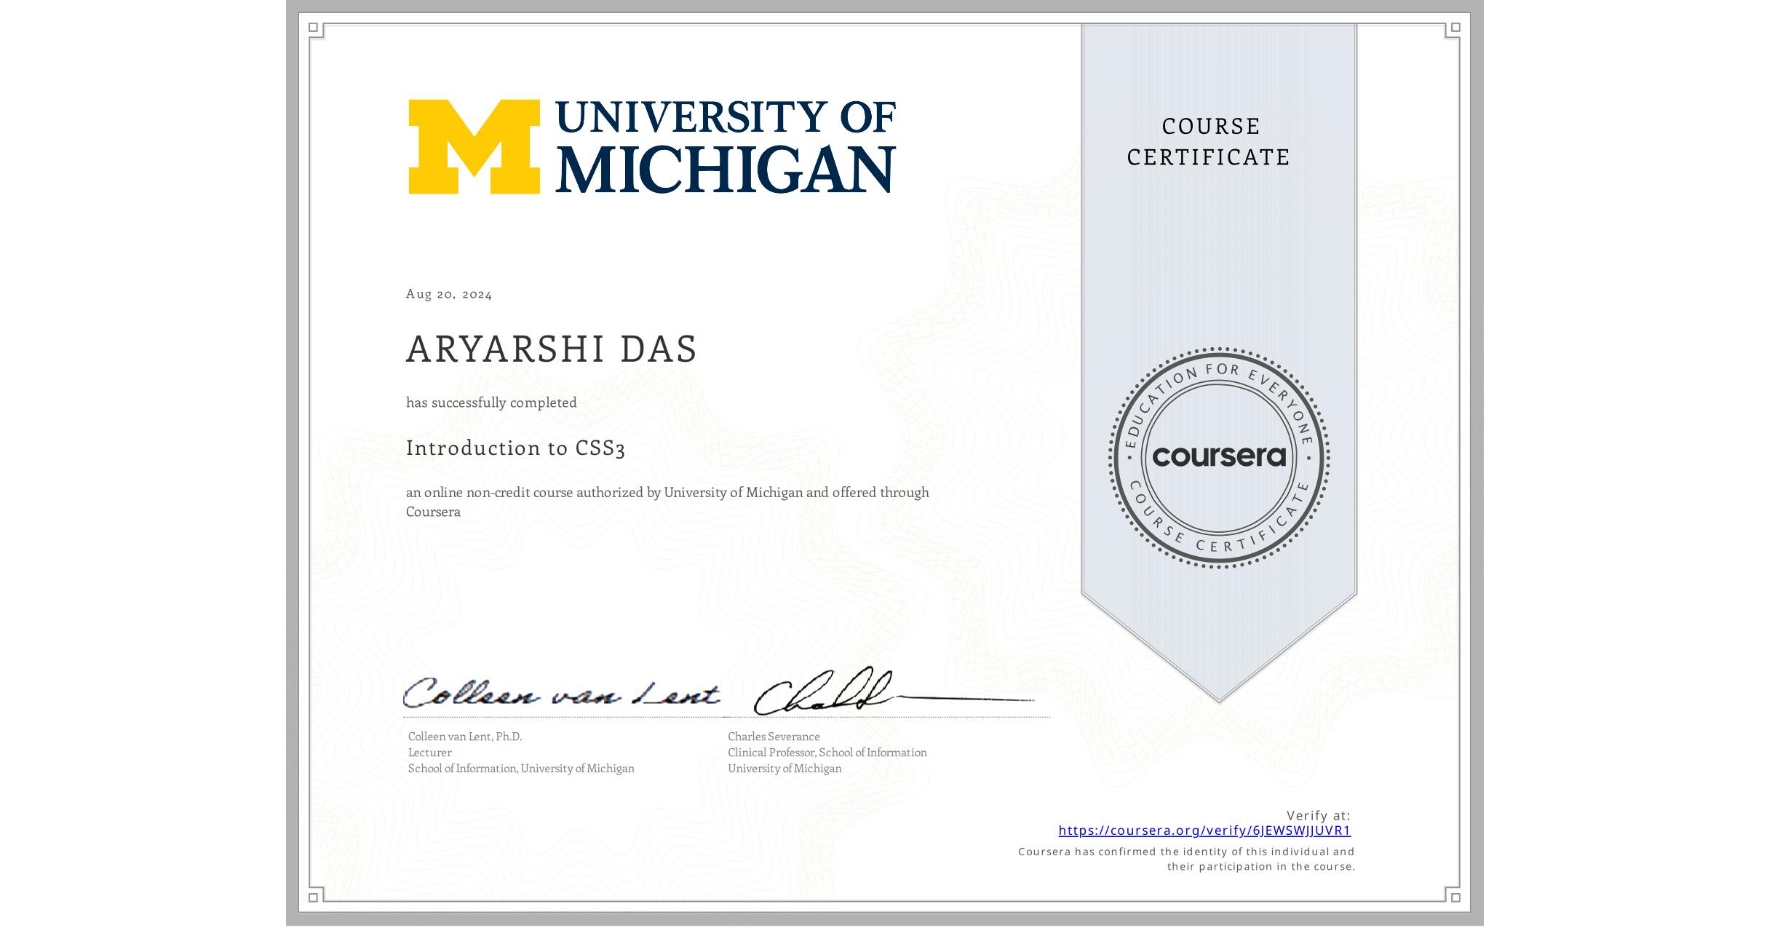 UNIVERSITY OF
MICHIGAN
COURSE
CERTIFICATE
Aug 20, 2024
ARYARSHI DAS
has successfully completed
Introduction to CSS3
an online non-credit course authorized by University of Michigan and offered through
Coursera
EDUCATION FOR EVERYONE
coursera
COURSE CERTIFICATE
Colleen van Lent
Colleen van Lent, Ph.D.
Lecturer
School of Information, University of Michigan
Charles Severance
Clinical Professor, School of Information
University of Michigan
Verify at:
https://coursera.org/verify/6JEWSWJJUVR1
Coursera has confirmed the identity of this individual and
their participation in the course.